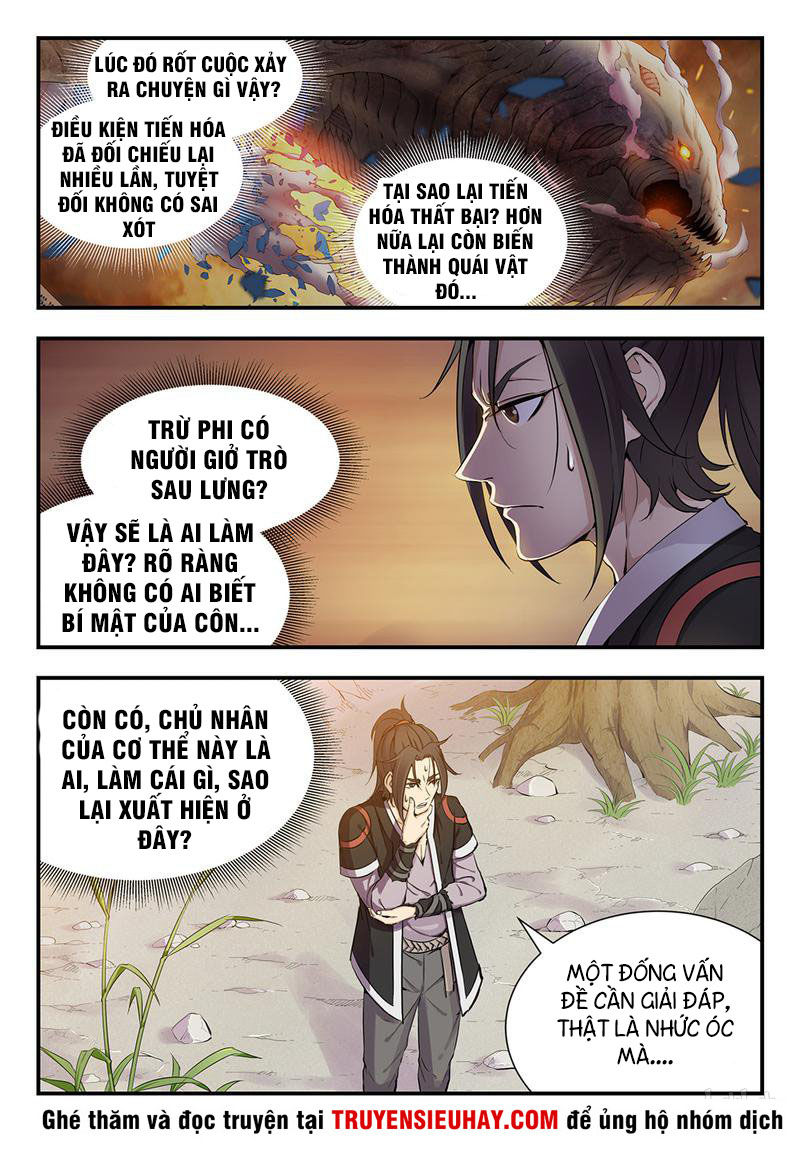 LÚC ĐÓ RỐT CUỘC XẢY
RA CHUYỆN GÌ VẬY?
ĐIỀU KIỆN TIẾN HÓA
ĐÃ ĐỐI CHIẾU LẠI
NHIỀU LẦN, TUYỆT
ĐỐI KHÔNG CÓ SAI
XÓT
TẠI SAO LẠI TIẾN
HÓA THẤT BẠI? HƠN
NỮA LẠI CÒN BIẾN
THÀNH QUÁI VẬT
ĐÓ...
TRỪ PHI CÓ
NGƯỜI GIỞ TRÒ
SAU LƯNG?
VẬY SẼ LÀ AI LÀM
ĐÂY? RÕ RÀNG
KHÔNG CÓ AI BIẾT
BÍ MẬT CỦA CÔN...
CÒN CÓ, CHỦ NHÂN
CỦA CƠ THỂ NÀY LÀ
AI, LÀM CÁI GÌ, SAO
LẠI XUẤT HIỆN Ở
ĐÂY?
MỘT ĐỐNG VẤN
ĐỀ CẦN GIẢI ĐÁP,
THẬT LÀ NHỨC ÓC
MÀ....
Ghé thăm và đọc truyện tại TRUYENSIEUHAY.COM để ủng hộ nhóm dịch